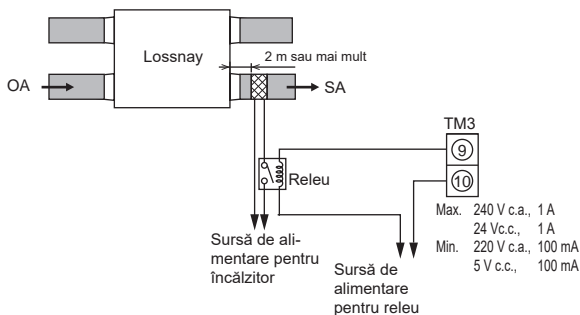 Lossnay
2 m sau mai mult
OA
SA
TM3
9
10
Releu
Max. 240 V c.a., 1 A
24 Vc.c., 1 A
Min. 220 V c.a., 100 mA
5 V c.c., 100 mA
Sursă de ali-
mentare pentru
încălzitor
Sursă de
alimentare
pentru releu